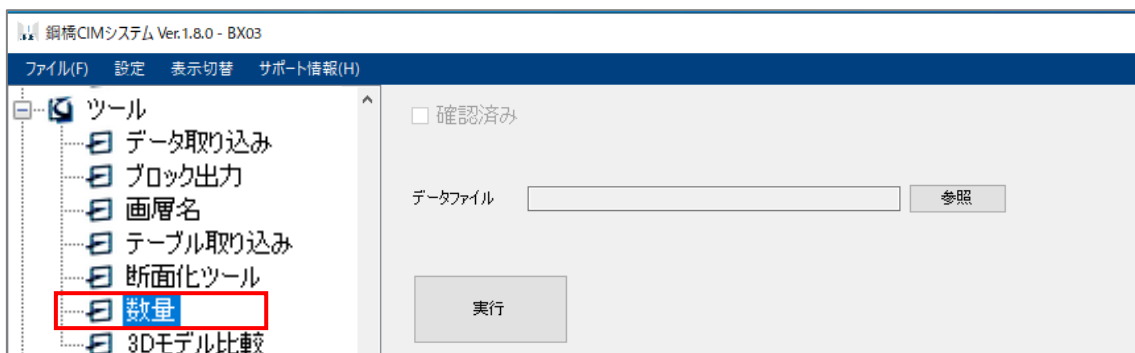 鋼橋CIMシステム Ver.1.8.0 - BX03
ファイル(F) 設定 表示切替 サポート情報(H)
ツール
データ取り込み
ブロック出力
画層名
テーブル取り込み
断面化ツール
数量
3Dモデル比較
確認済み
データファイル 参照
実行